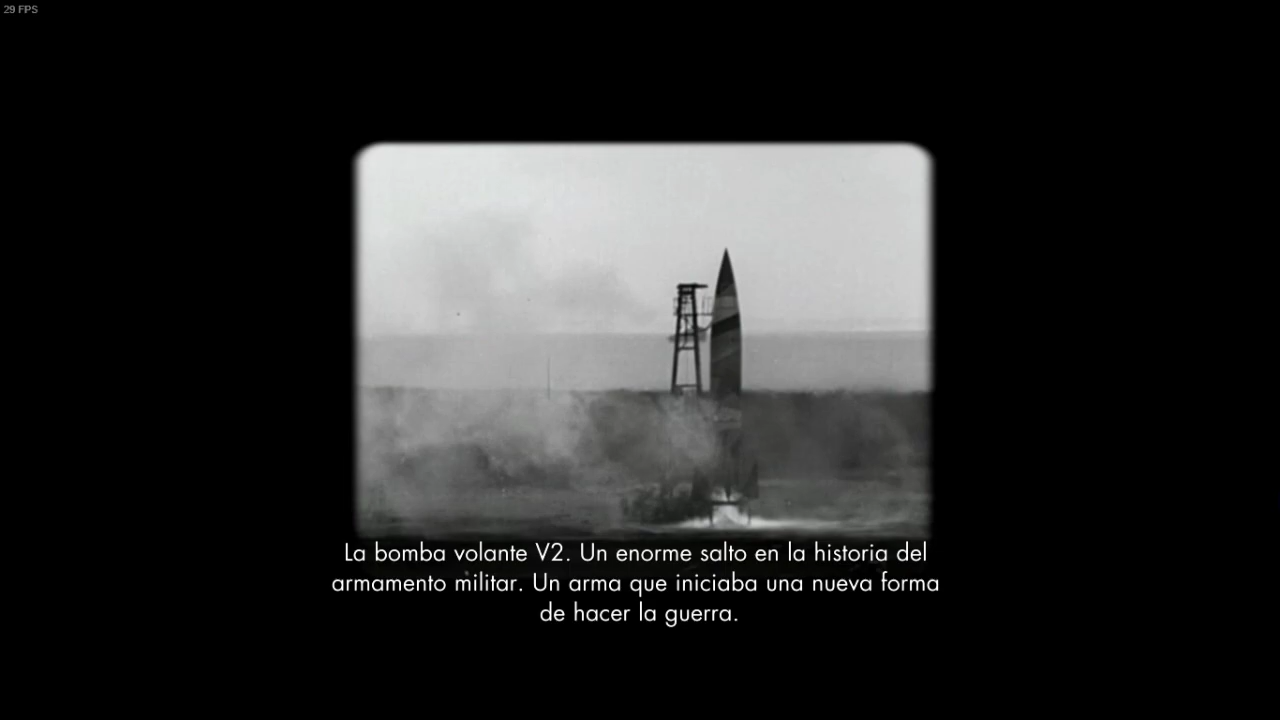 29 FPS
La bomba volante V2. Un enorme salto en la historia del
armamento militar. Un arma que iniciaba una nueva forma
de hacer la guerra.